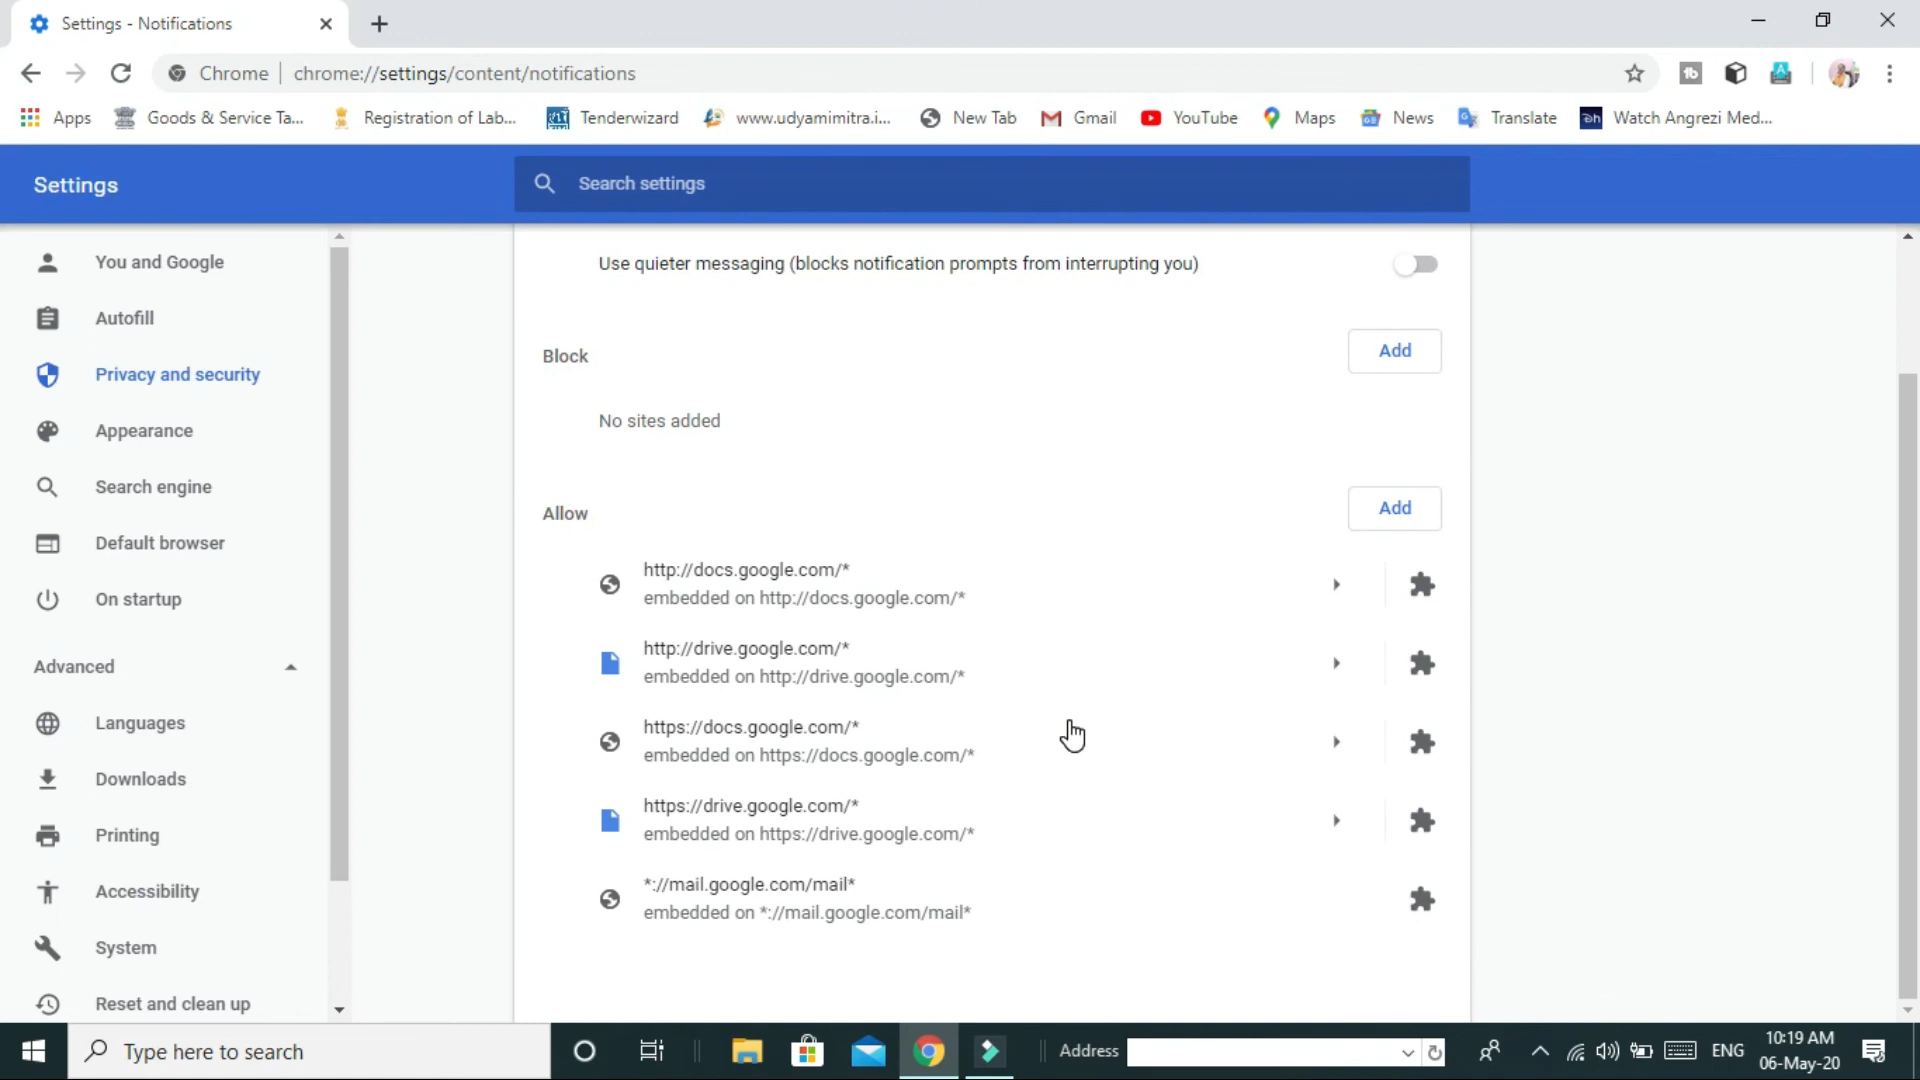 Settings - Notifications
Chrome | chrome://settings/content/notifications
Apps Goods & Service Ta... Registration of Lab... Tenderwizard www.udyamimitra.i... New Tab Gmail YouTube Maps News Translate Watch Angrezi Med...
Settings
Search settings
You and Google
Autofill
Privacy and security
Appearance
Search engine
Default browser
On startup
Advanced
Languages
Downloads
Printing
Accessibility
System
Reset and clean up
Use quieter messaging (blocks notification prompts from interrupting you)
Block Add
No sites added
Allow Add
http://docs.google.com/*
embedded on http://docs.google.com/*
http://drive.google.com/*
embedded on http://drive.google.com/*
https://docs.google.com/*
embedded on https://docs.google.com/*
https://drive.google.com/*
embedded on https://drive.google.com/*
*://mail.google.com/mail*
embedded on *://mail.google.com/mail*
Type here to search
Address
ENG
10:19 AM
06-May-20